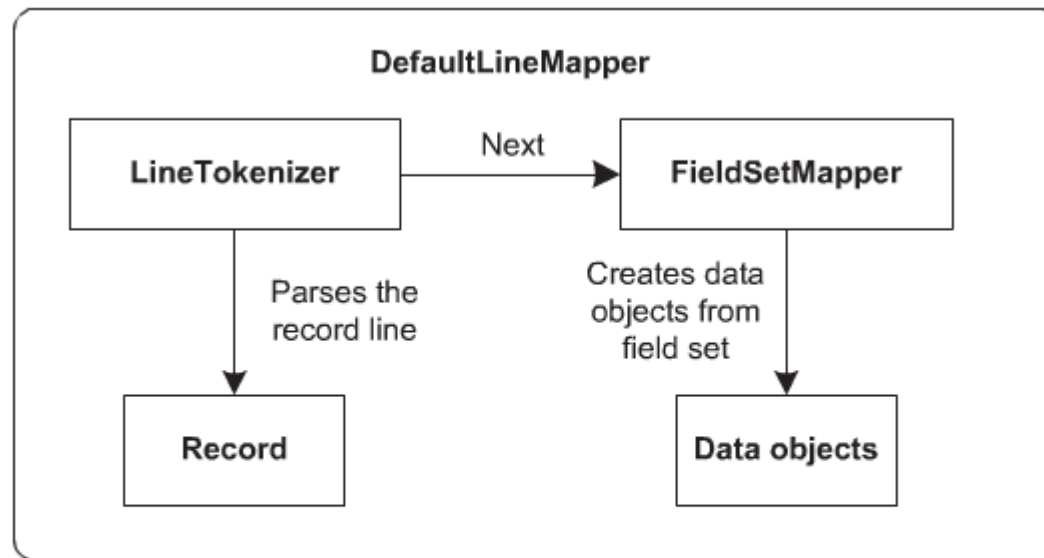 DefaultLineMapper
LineTokenizer
Next
FieldSetMapper
Parses the
record line
Creates data
objects from
field set
Record
Data objects